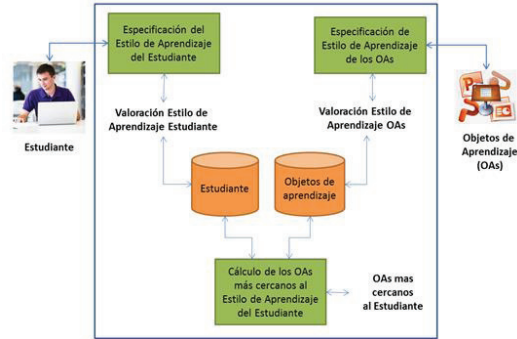 Especificación del
Estilo de Aprendizaje
del Estudiante
Especificación de
Estilo de Aprendizaje
de los OAs
Valoración Estilo de
Aprendizaje Estudiante
Valoración Estilo de
Aprendizaje OAs
Estudiante
Objetos de
Aprendizaje
(OAs)
Estudiante
Objetos de
aprendizaje
Cálculo de los OAs
más cercanos al
Estilo de Aprendizaje
del Estudiante
OAs mas
cercanos
al Estudiante